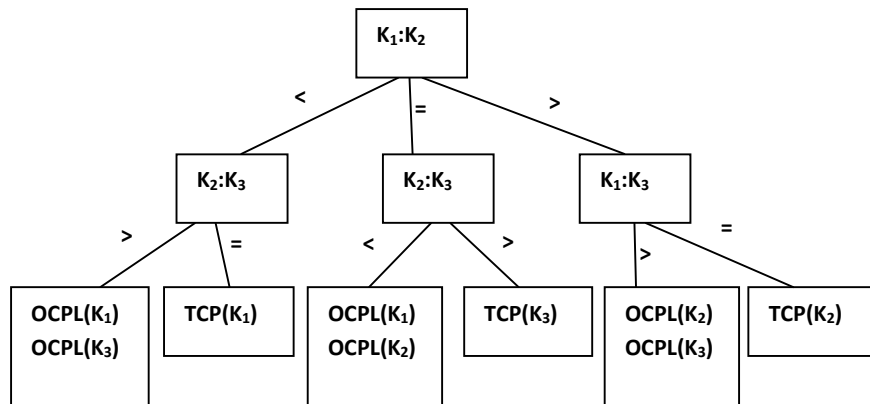 K₁:K₂
< = >
K₂:K₃ K₂:K₃ K₁:K₃
> = < > > =
OCPL(K₁) TCP(K₁) OCPL(K₁) TCP(K₃) OCPL(K₂) TCP(K₂)
OCPL(K₃) OCPL(K₂) OCPL(K₃)